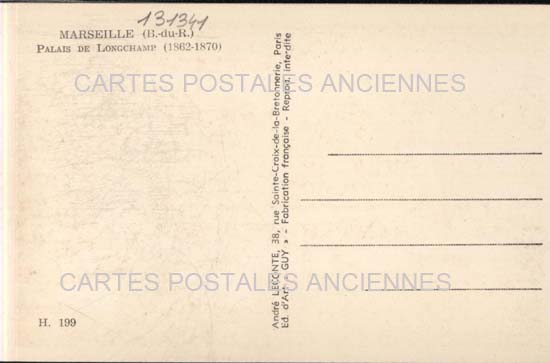 131341
MARSEILLE (B.-du-R.)
PALAIS DE LONGCHAMP (1862-1870)
CARTES POSTALES ANCIENNES
André LECONTE, 38, rue Sainte-Croix-de-la-Bretonnerie, Paris
Ed. d'Art « GUY » - Fabrication française - Reprod. interdite
CARTES POSTALES ANCIENNES
H. 199